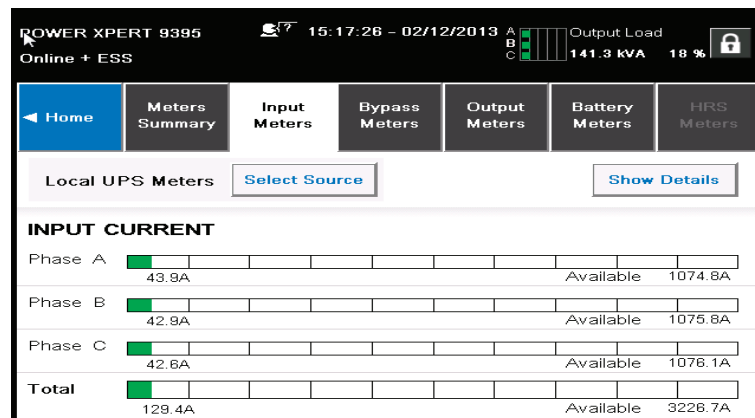 POWER XPERT 9395
? 15:17:26 - 02/12/2013
Online + ESS
A
B
C
Output Load
141.3 kVA 18 %
Home
Meters Summary
Input Meters
Bypass Meters
Output Meters
Battery Meters
HRS Meters
Local UPS Meters
Select Source
Show Details
INPUT CURRENT
Phase A
43.9A Available 1074.8A
Phase B
42.9A Available 1075.8A
Phase C
42.6A Available 1076.1A
Total
129.4A Available 3226.7A